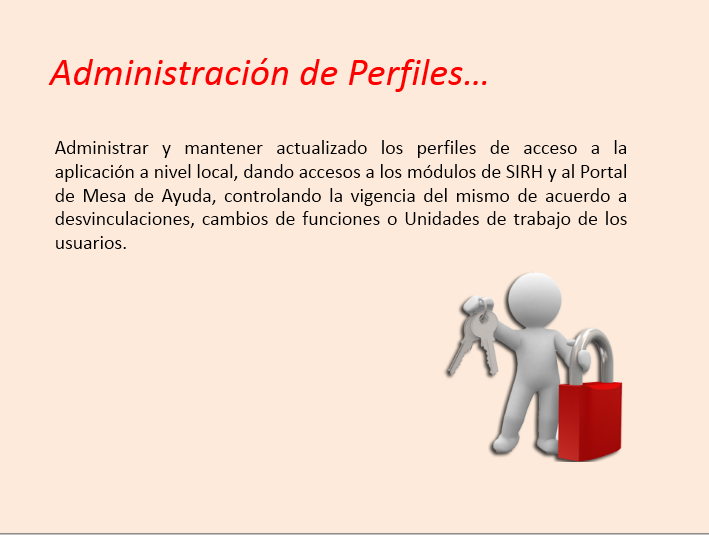 Administración de Perfiles...
Administrar y mantener actualizado los perfiles de acceso a la
aplicación a nivel local, dando accesos a los módulos de SIRH y al Portal
de Mesa de Ayuda, controlando la vigencia del mismo de acuerdo a
desvinculaciones, cambios de funciones o Unidades de trabajo de los
usuarios.